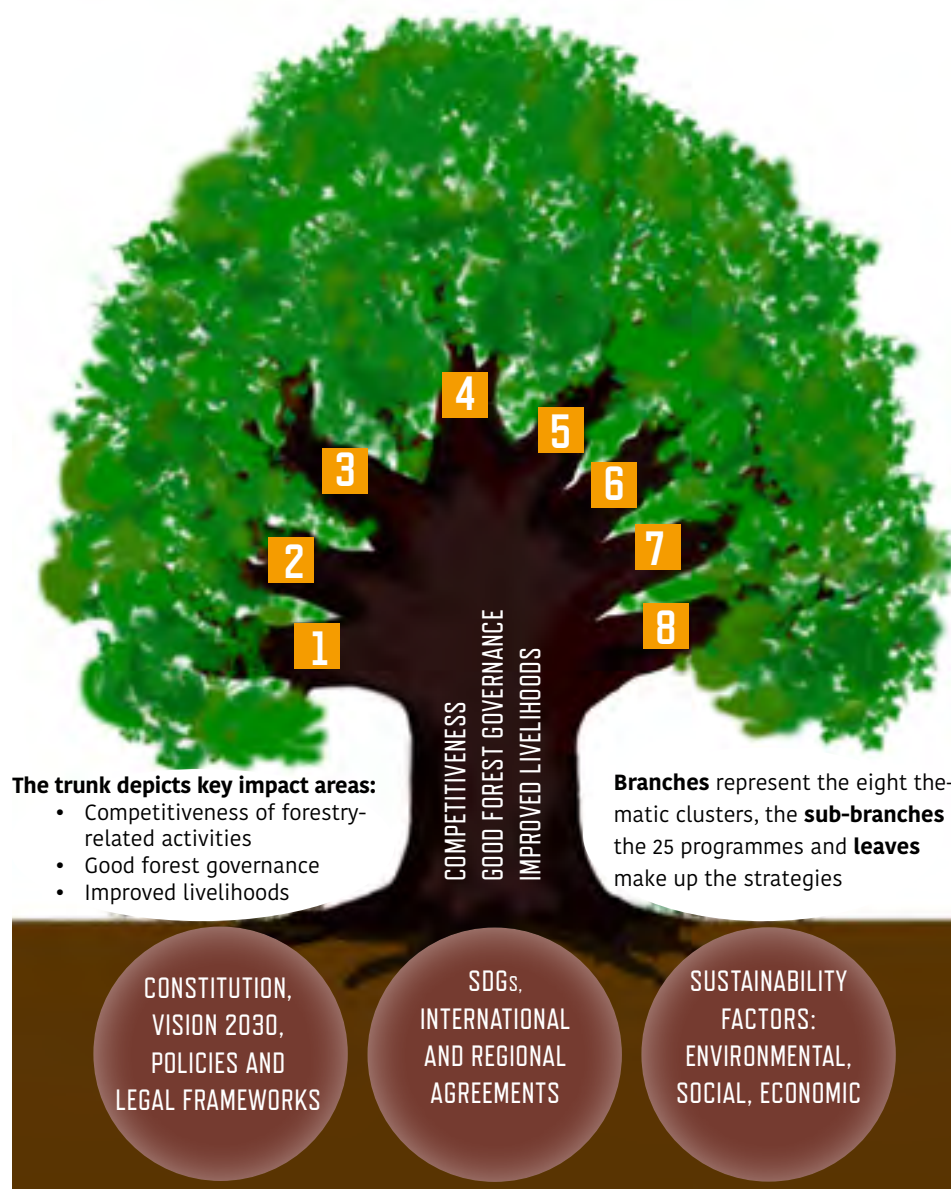 4
5
3
6
7
2
8
1
COMPETITIVENESS
GOOD FOREST GOVERNANCE
IMPROVED LIVELIHOODS
The trunk depicts key impact areas:
• Competitiveness of forestry-
related activities
• Good forest governance
• Improved livelihoods
Branches represent the eight the-
matic clusters, the sub-branches
the 25 programmes and leaves
make up the strategies
CONSTITUTION,
VISION 2030,
POLICIES AND
LEGAL FRAMEWORKS
SDGs,
INTERNATIONAL
AND REGIONAL
AGREEMENTS
SUSTAINABILITY
FACTORS:
ENVIRONMENTAL,
SOCIAL, ECONOMIC